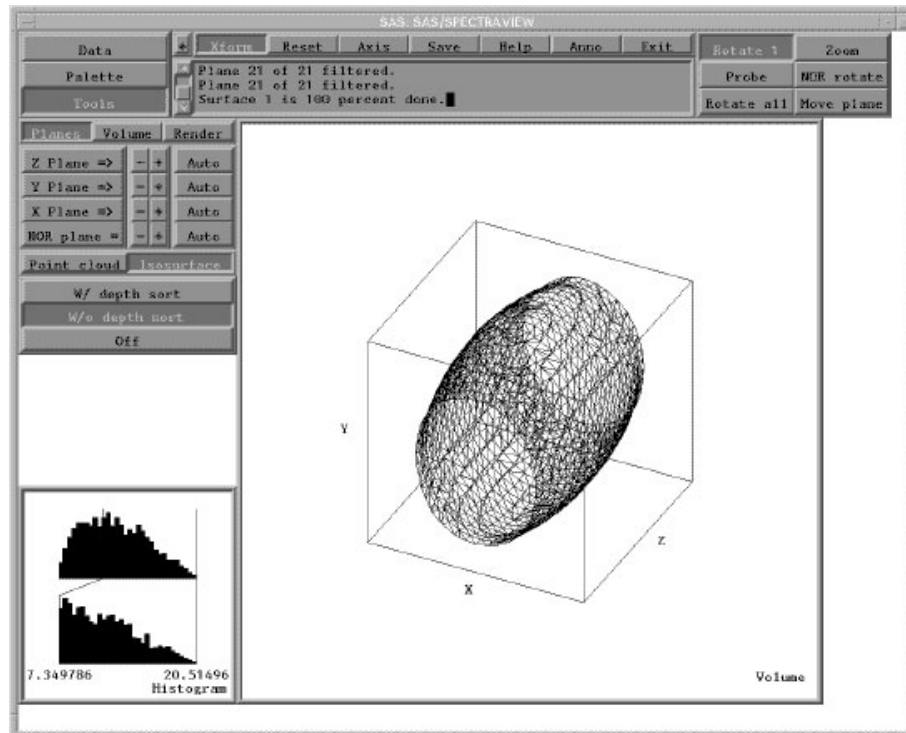 SAS: SAS/SPECTRAVIEW
Data
Palette
Tools
Xform Reset Axis Save Help Anno Exit
Plane 21 of 21 filtered.
Plane 21 of 21 filtered.
Surface 1 is 100 percent done.
Rotate 1 Zoom
Probe NOR rotate
Rotate all Move plane
Planes Volume Render
Z Plane => - + Auto
Y Plane => - + Auto
X Plane => - + Auto
NOR plane = - + Auto
Point cloud Isosurface
W/ depth sort
W/o depth sort
Off
Y
Z
X
7.349786 20.51496
Histogram
Volume